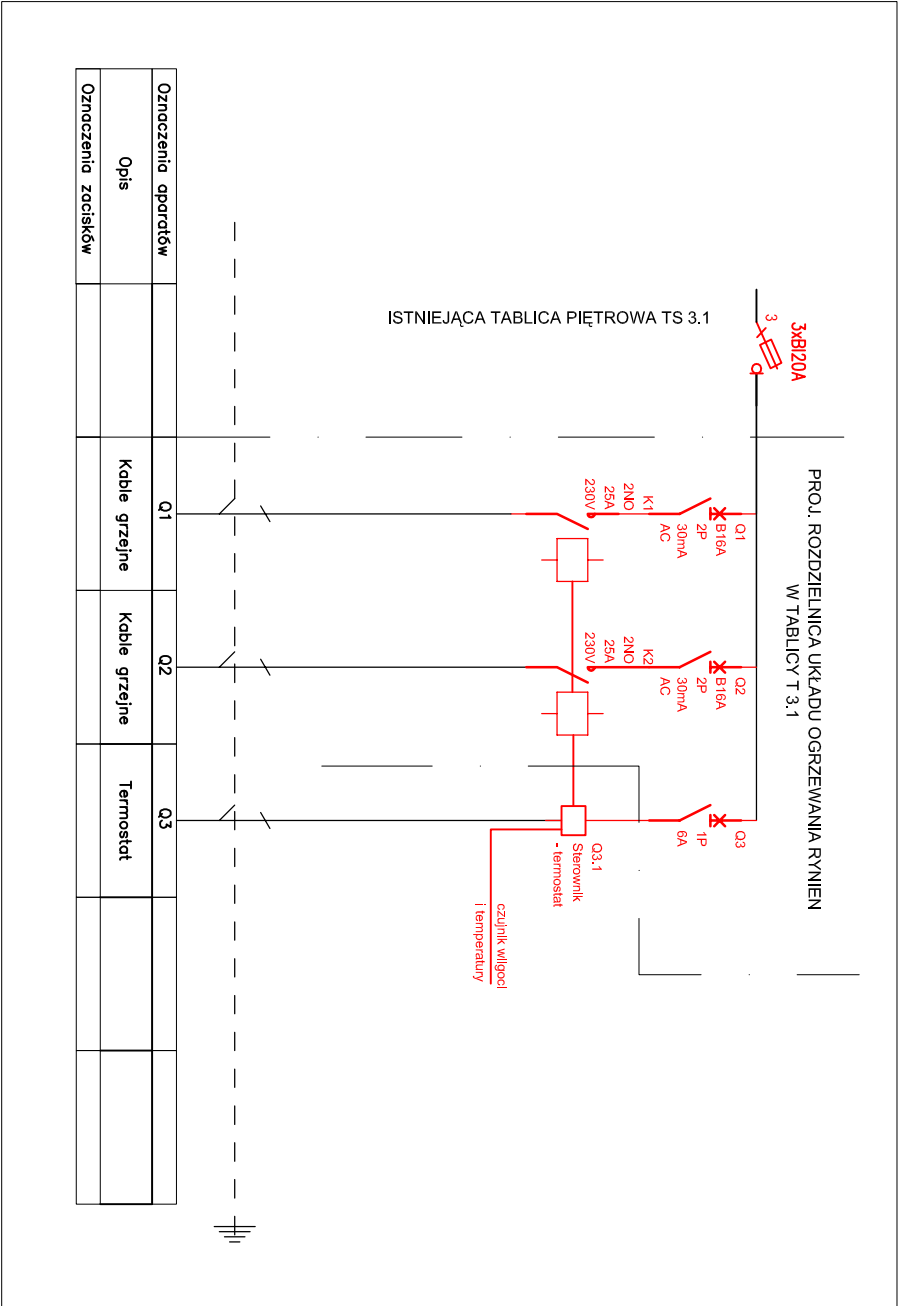 PROJ. ROZDZIELNICA UKŁADU OGRZEWANIA RYNIEN
W TABLICY T 3.1
ISTNIEJĄCA TABLICA PIĘTROWA TS 3.1
3xBI20A
3
Q1
B16A
2P
30mA
AC
K1
2NO
25A
230V
Q2
B16A
2P
30mA
AC
K2
2NO
25A
230V
Q3
1P
6A
Q3.1
Sterownik
- termostat
czujnik wilgoci
i temperatury
Oznaczenia aparatów
Q1
Q2
Q3
Opis
Kable grzejne
Kable grzejne
Termostat
Oznaczenia zacisków